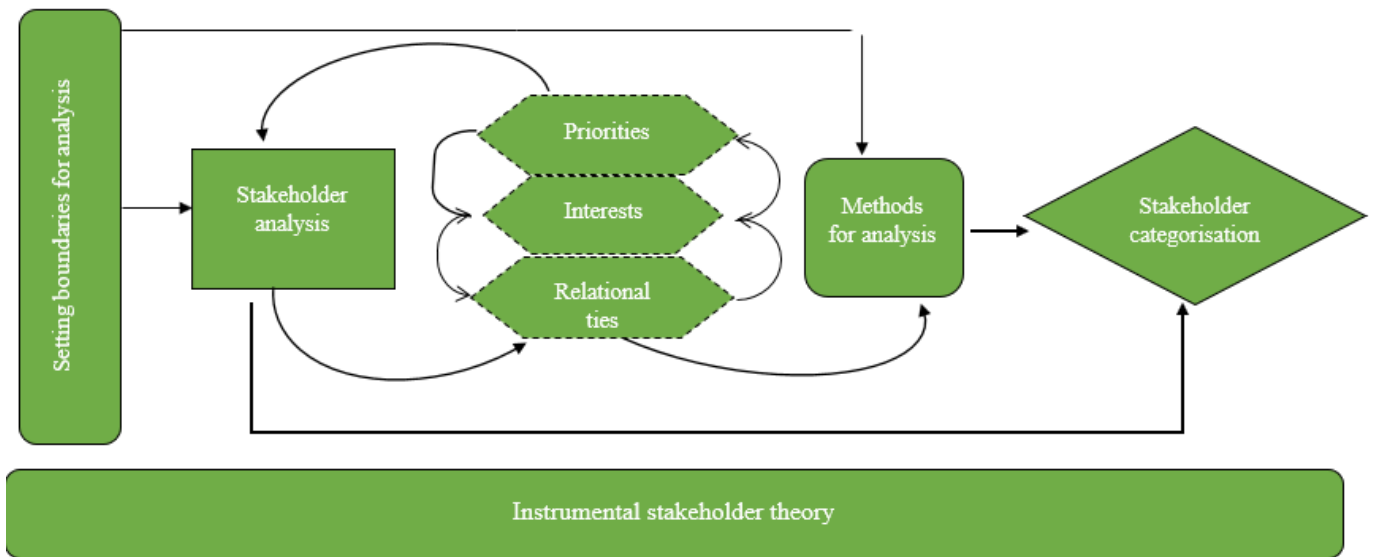 Setting boundaries for analysis
Stakeholder
analysis
Priorities
Interests
Relational
ties
Methods
for analysis
Stakeholder
categorisation
Instrumental stakeholder theory